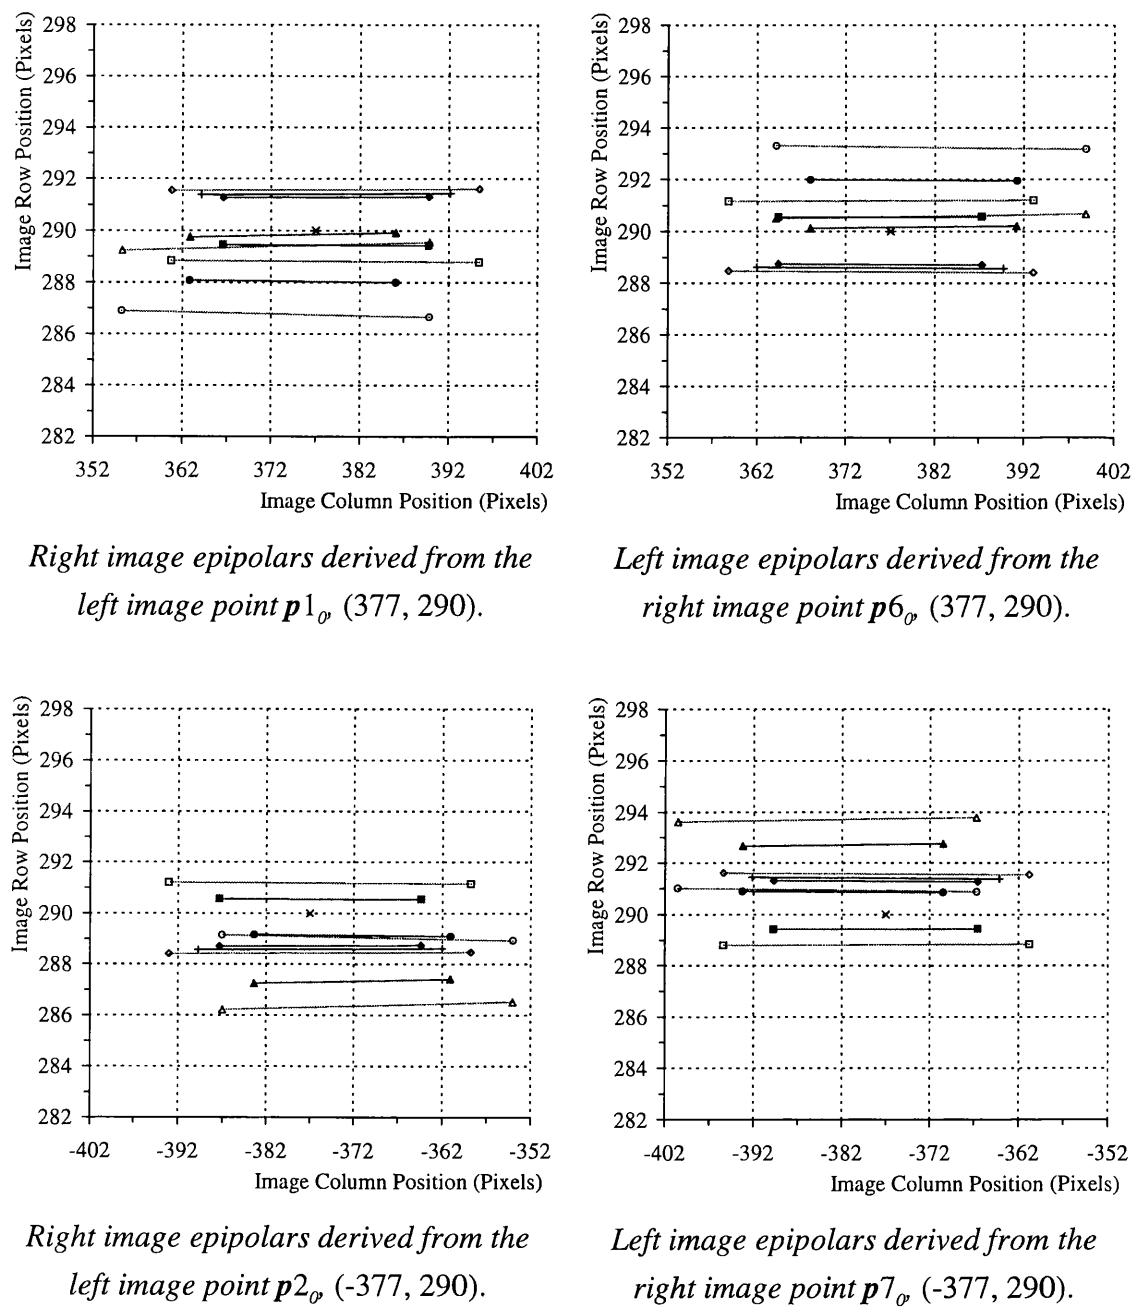 Image Row Position (Pixels)
298
296
294
292
290
288
286
284
282
352 362 372 382 392 402
Image Column Position (Pixels)
Right image epipolars derived from the
left image point p1₀, (377, 290).
Image Row Position (Pixels)
298
296
294
292
290
288
286
284
282
352 362 372 382 392 402
Image Column Position (Pixels)
Left image epipolars derived from the
right image point p6₀, (377, 290).
Image Row Position (Pixels)
298
296
294
292
290
288
286
284
282
-402 -392 -382 -372 -362 -352
Image Column Position (Pixels)
Right image epipolars derived from the
left image point p2₀, (-377, 290).
Image Row Position (Pixels)
298
296
294
292
290
288
286
284
282
-402 -392 -382 -372 -362 -352
Image Column Position (Pixels)
Left image epipolars derived from the
right image point p7₀, (-377, 290).